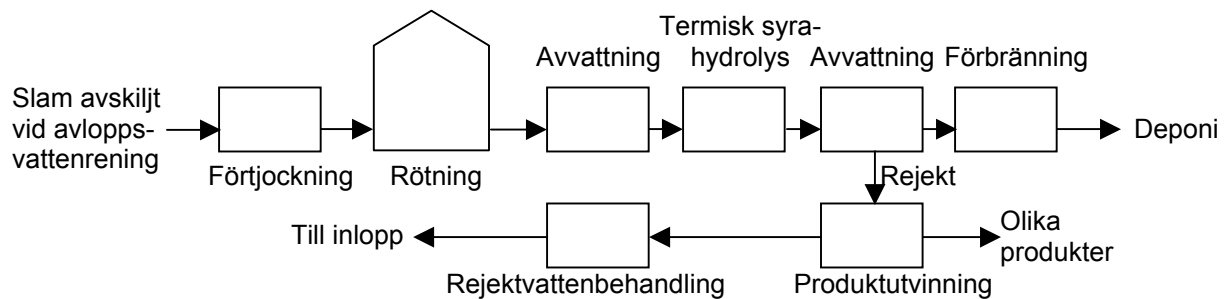 Termisk syra-
hydrolys
Avvattning
Avvattning
Förbränning
Slam avskiljt
vid avlopps-
vattenrening
Deponi
Förtjockning
Rötning
Rejekt
Till inlopp
Olika
produkter
Rejektvattenbehandling
Produktutvinning